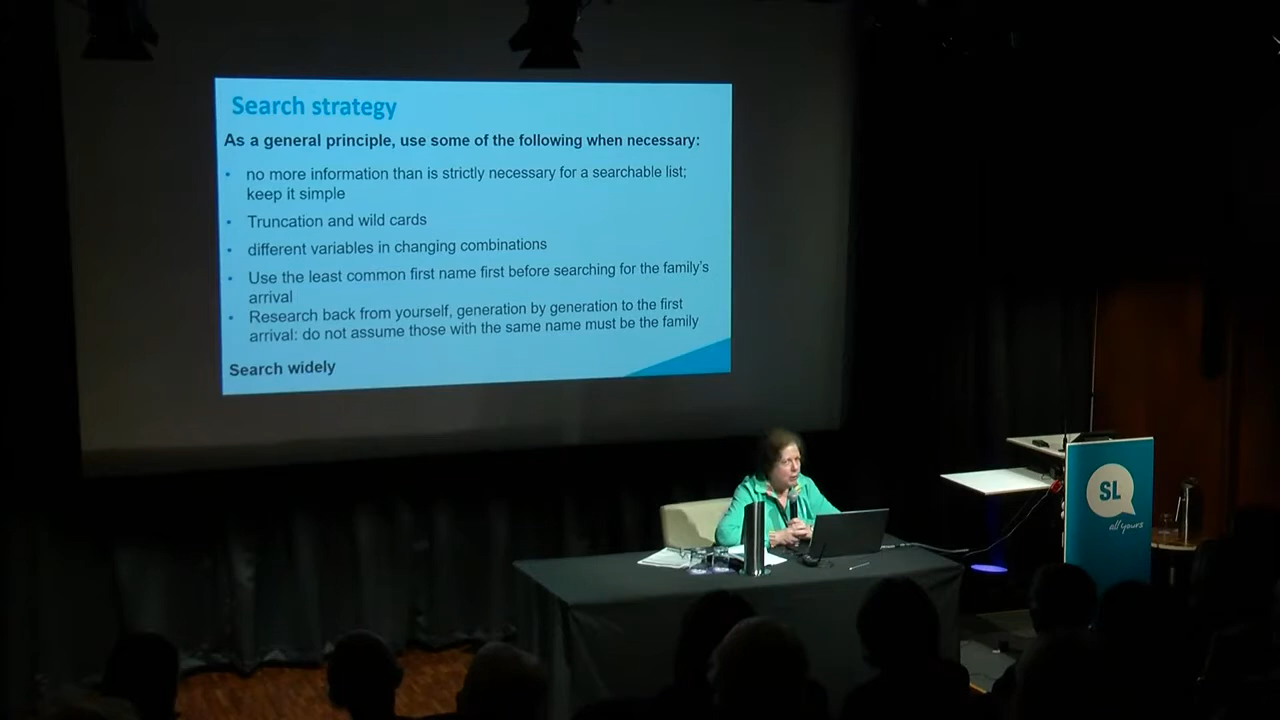 Search strategy
As a general principle, use some of the following when necessary:
• no more information than is strictly necessary for a searchable list;
keep it simple
• Truncation and wild cards
• different variables in changing combinations
• Use the least common first name first before searching for the family's
arrival
• Research back from yourself, generation by generation to the first
arrival: do not assume those with the same name must be the family
Search widely
SL
all yours